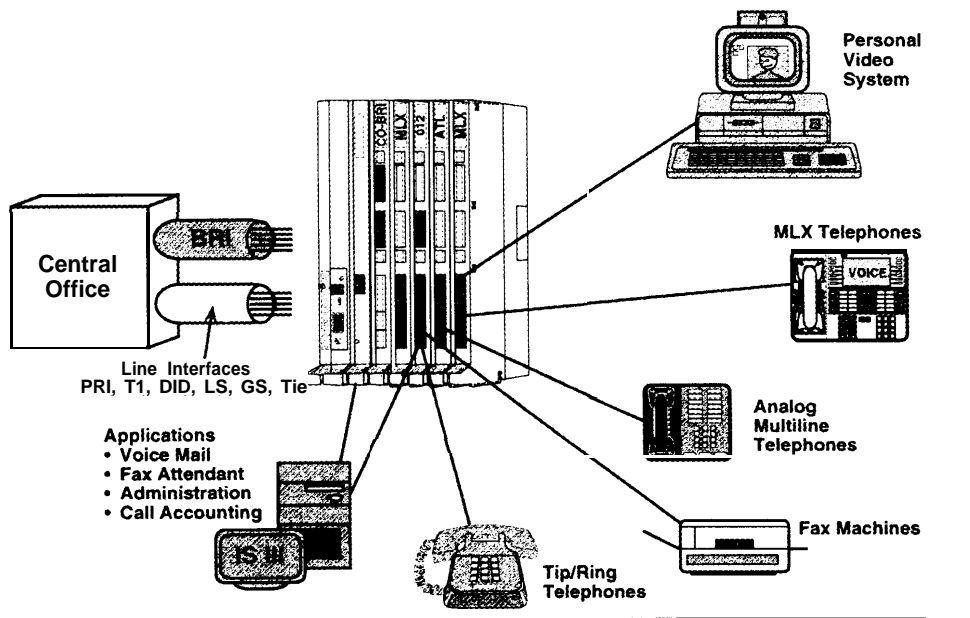 Personal
Video
System
CO-BRI
MLX
012
ATL
MLX
MLX Telephones
VOICE
BRI
Central
Office
Line Interfaces
PRI, T1, DID, LS, GS, Tie
Analog
Multiline
Telephones
Applications
• Voice Mail
• Fax Attendant
• Administration
• Call Accounting
IS III
Fax Machines
Tip/Ring
Telephones